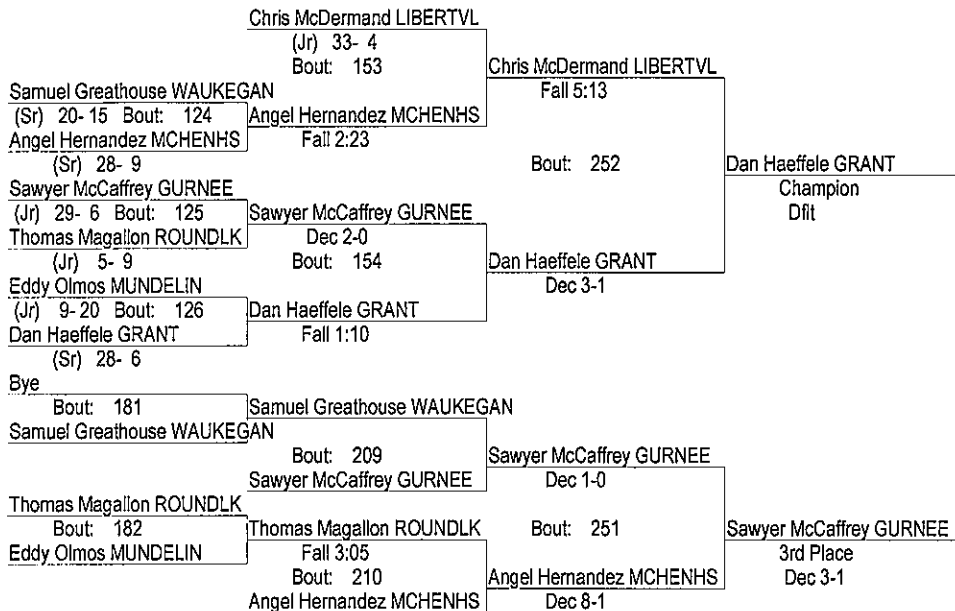 Chris McDermand LIBERTVL
(Jr) 33- 4
Bout: 153
Chris McDermand LIBERTVL
Fall 5:13
Samuel Greathouse WAUKEGAN
(Sr) 20- 15 Bout: 124
Angel Hernandez MCHENHS
Angel Hernandez MCHENHS
Fall 2:23
(Sr) 28- 9
Bout: 252
Dan Haeffele GRANT
Champion
Dflt
Sawyer McCaffrey GURNEE
(Jr) 29- 6 Bout: 125
Sawyer McCaffrey GURNEE
Thomas Magallon ROUNDLK
Dec 2-0
(Jr) 5- 9
Bout: 154
Dan Haeffele GRANT
Dec 3-1
Eddy Olmos MUNDELIN
(Jr) 9- 20 Bout: 126
Dan Haeffele GRANT
Dan Haeffele GRANT
Fall 1:10
(Sr) 28- 6
Bye
Bout: 181
Samuel Greathouse WAUKEGAN
Samuel Greathouse WAUKEGAN
Bout: 209
Sawyer McCaffrey GURNEE
Sawyer McCaffrey GURNEE
Dec 1-0
Thomas Magallon ROUNDLK
Bout: 182
Thomas Magallon ROUNDLK
Bout: 251
Sawyer McCaffrey GURNEE
Eddy Olmos MUNDELIN
Fall 3:05
3rd Place
Bout: 210
Angel Hernandez MCHENHS
Dec 3-1
Angel Hernandez MCHENHS
Dec 8-1